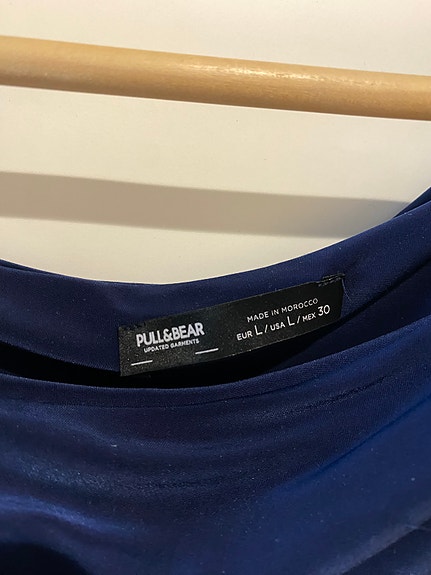 PULL&BEAR
UPDATED GARMENTS
MADE IN MOROCCO
EUR L / USA L / MEX 30